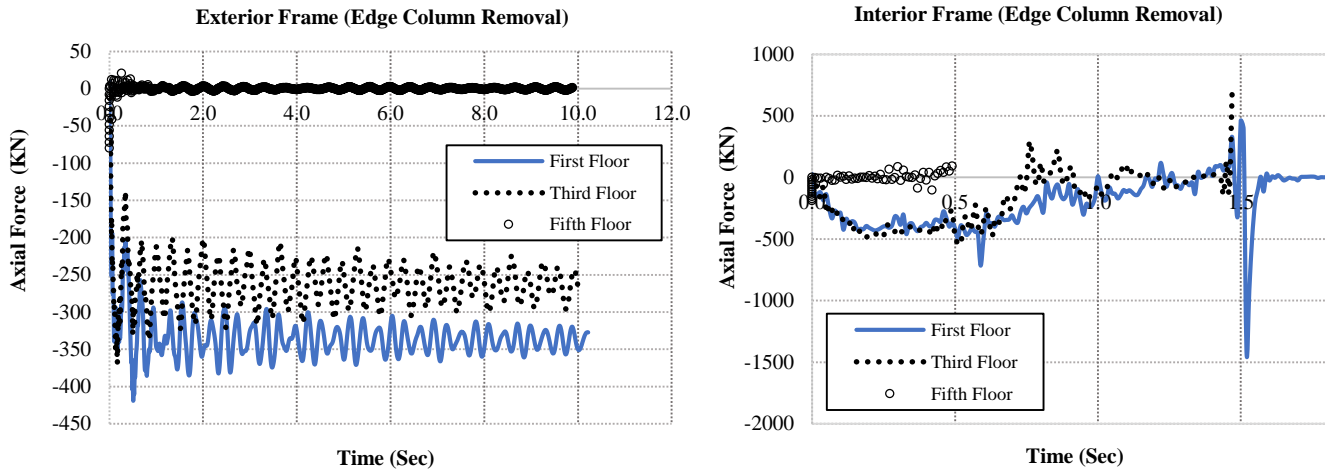 Exterior Frame (Edge Column Removal)
50
0
-50
-100
-150
-200
-250
-300
-350
-400
-450
0.0
2.0
4.0
6.0
8.0
10.0
12.0
Axial Force (KN)
Time (Sec)
First Floor
Third Floor
Fifth Floor
Interior Frame (Edge Column Removal)
1000
500
0
-500
-1000
-1500
-2000
0.0
0.5
1.0
1.5
Axial Force (KN)
Time (Sec)
First Floor
Third Floor
Fifth Floor